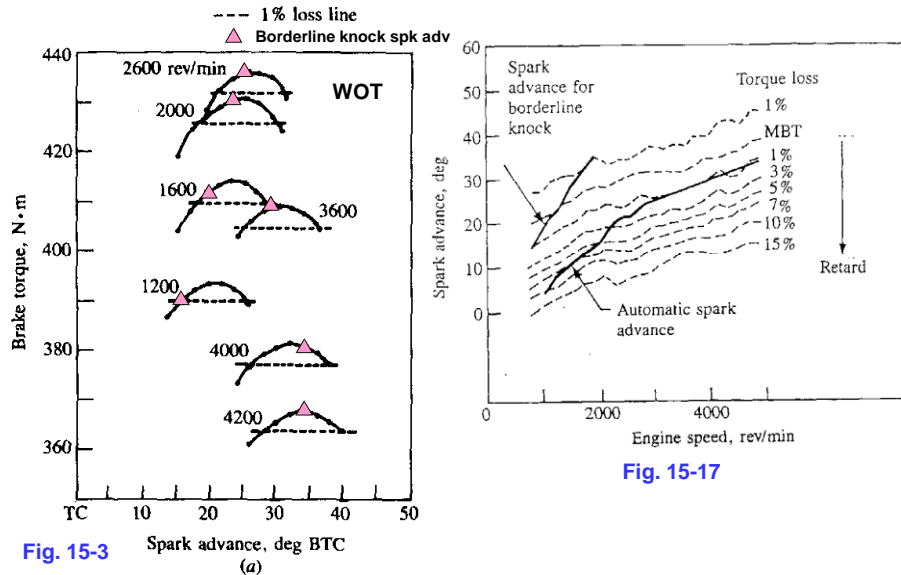 1% loss line
Borderline knock spk adv
440
2600 rev/min
WOT
2000
420
1600
3600
400
1200
380
4000
4200
360
TC
10
20
30
40
50
Brake torque, N·m
Spark advance, deg BTC
(a)
Fig. 15-3
60
50
40
30
20
10
0
Spark advance, deg
Spark
advance for
borderline
knock
Torque loss
1%
MBT
1%
3%
5%
7%
10%
15%
Retard
Automatic spark
advance
0
2000
4000
Engine speed, rev/min
Fig. 15-17